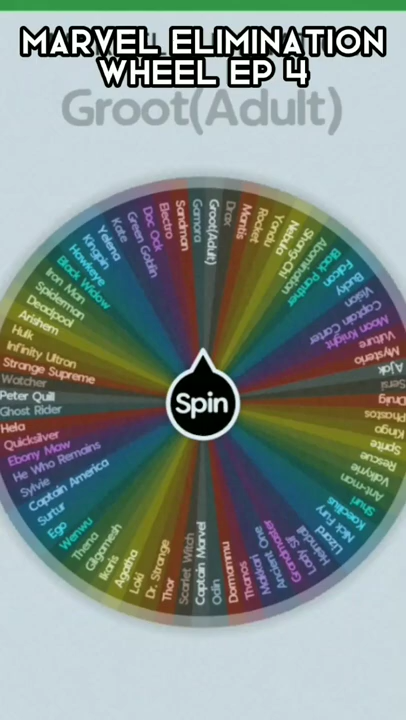 MARVEL ELIMINATION
WHEEL EP 4
Groot(Adult)
Groot(Adult)
Drax
Mantis
Rocket
Yondu
Nebula
Shang-Chi
Abomination
Black Panther
Falcon
Bucky
Vision
Captain Carter
Moon Knight
Vulture
Mysterio
Ajak
Sersi
Druig
Phastos
Kingo
Sprite
Rescue
Valkyrie
Ant-man
Shuri
Kaecilius
Nick Fury
Lizard
Heimdall
Lady Sif
Grandmaster
Ancient One
Makkari
Thanos
Dormammu
Odin
Captain Marvel
Scarlet Witch
Thor
Dr. Strange
Loki
Agatha
Ikaris
Gilgamesh
Thena
Wenwu
Ego
Surtur
Captain America
Sylvie
He Who Remains
Ebony Maw
Quicksilver
Hela
Ghost Rider
Peter Quill
Watcher
Strange Supreme
Infinity Ultron
Hulk
Arishem
Deadpool
Spiderman
Iron Man
Black Widow
Hawkeye
Kingpin
Yelena
Kate
Green Goblin
Doc Ock
Electro
Sandman
Gamora
Spin